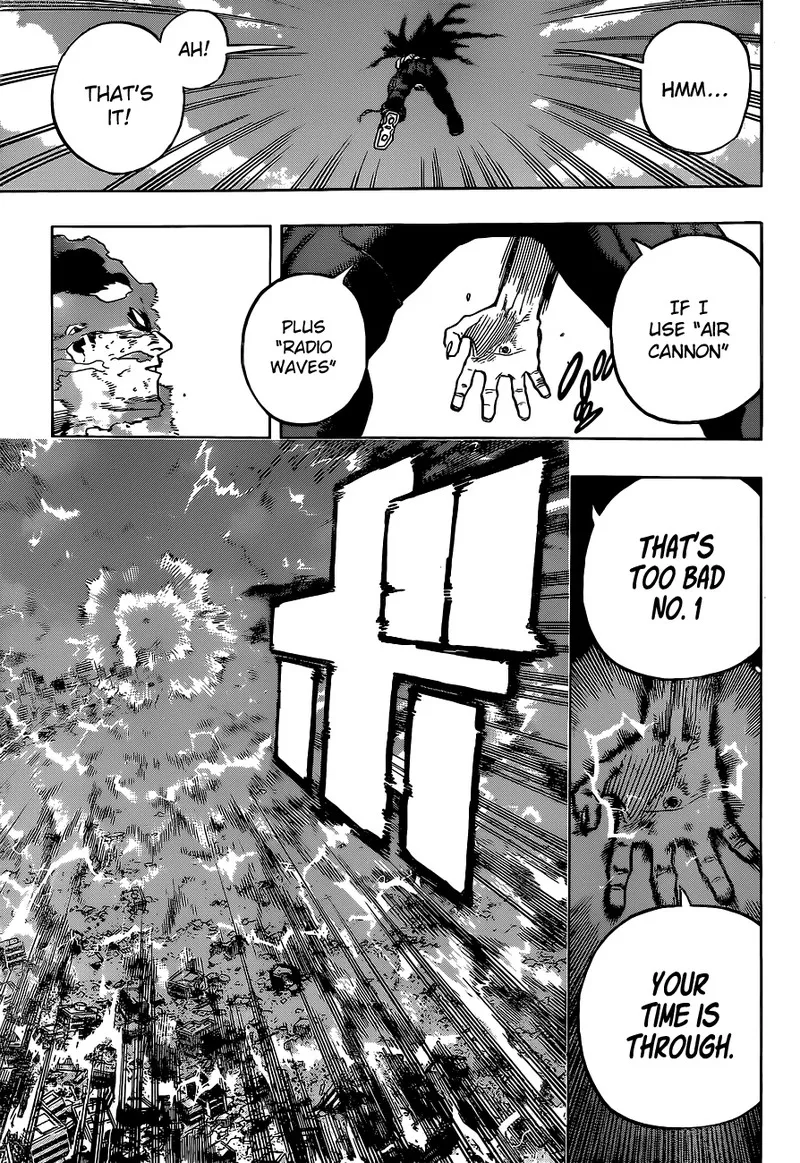 HMM...
AH!
THAT'S
IT!
IF I
USE "AIR
CANNON"
PLUS
"RADIO
WAVES"
THAT'S
TOO BAD
NO. 1
YOUR
TIME IS
THROUGH.
ボ